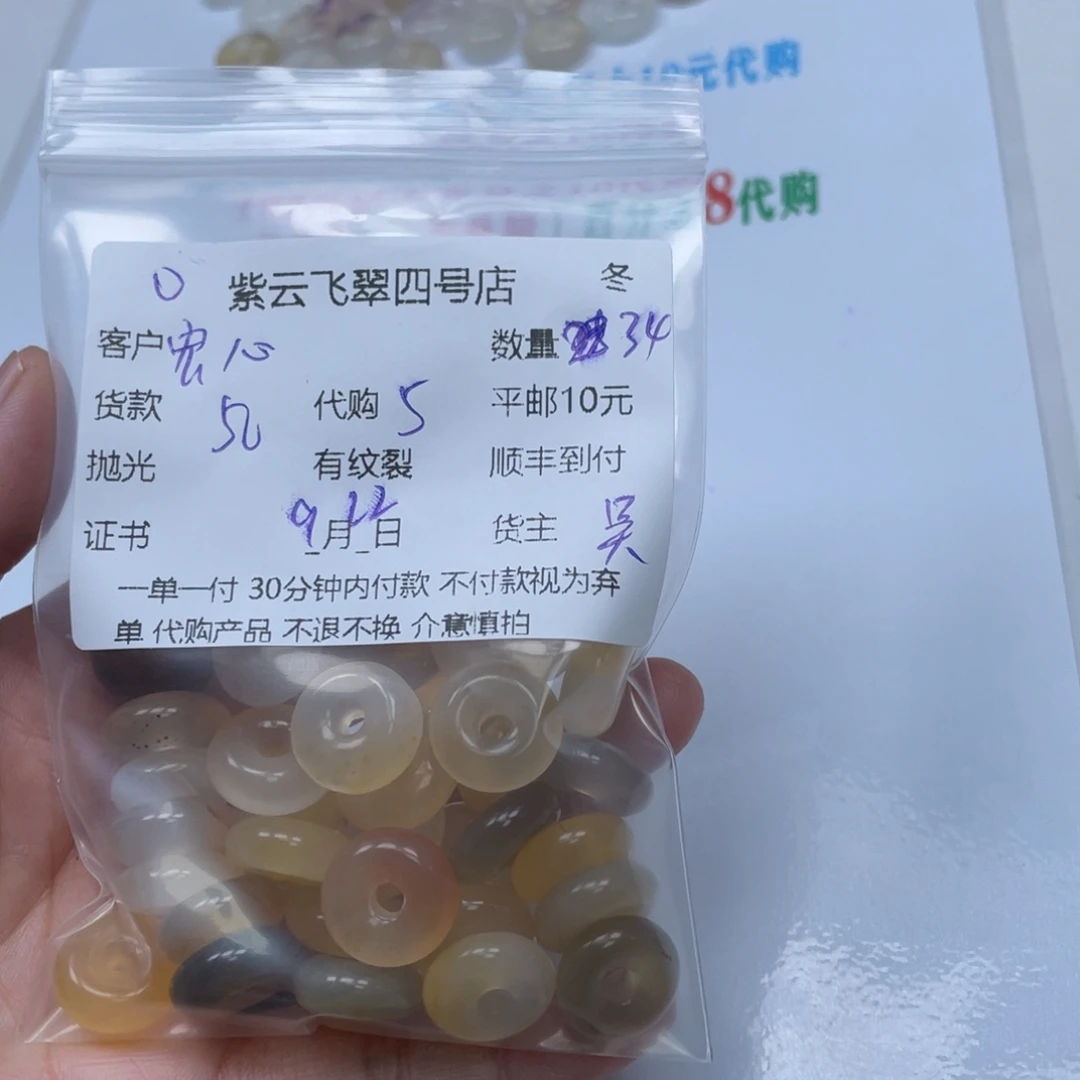 元代购
8代购
紫云飞翠四号店 冬
客户 宏10 数量 34
货款 50 代购 5 平邮10元
抛光 有纹裂 顺丰到付
证书 9月12日 货主 吴
一单一付 30分钟内付款 不付款视为弃
单 代购产品 不退不换 介意慎拍